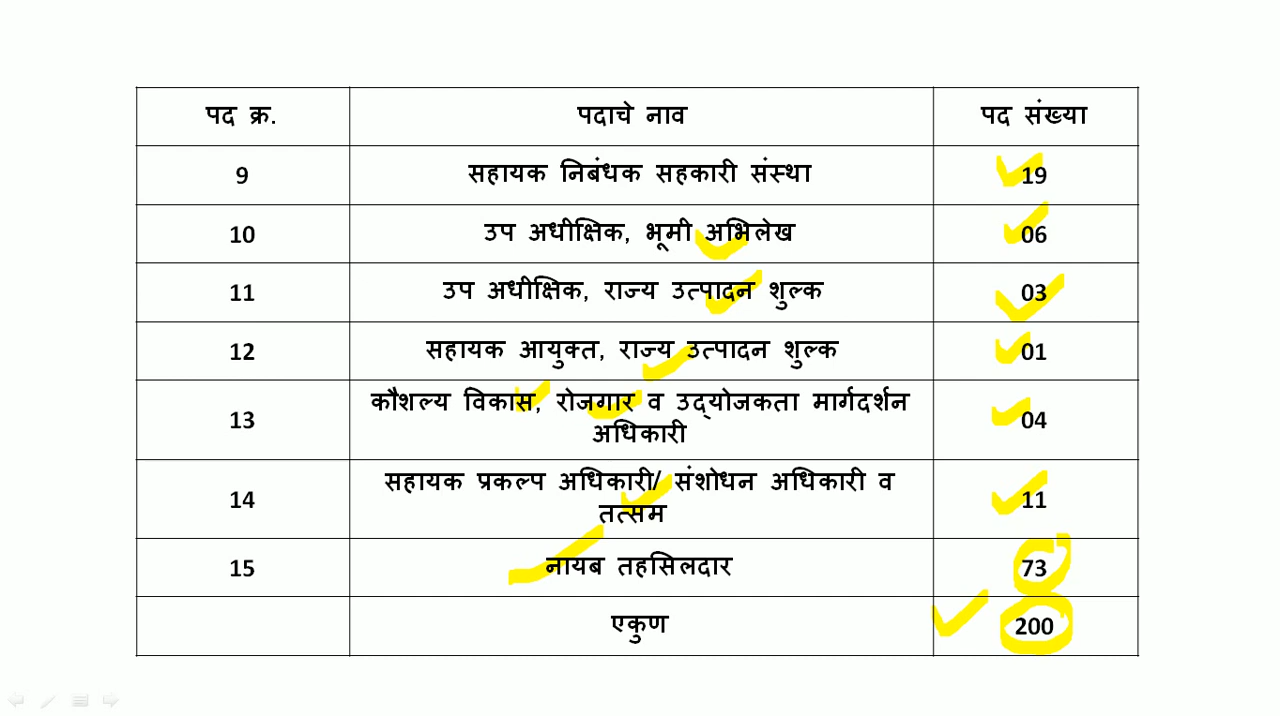 पद क्र. पदाचे नाव पद संख्या
9 सहायक निबंधक सहकारी संस्था 19
10 उप अधीक्षिक, भूमी अभिलेख 06
11 उप अधीक्षिक, राज्य उत्पादन शुल्क 03
12 सहायक आयुक्त, राज्य उत्पादन शुल्क 01
13 कौशल्य विकास, रोजगार व उद्योजकता मार्गदर्शन 04
अधिकारी
14 सहायक प्रकल्प अधिकारी/ संशोधन अधिकारी व 11
तत्सम
15 नायब तहसिलदार 73
एकुण 200